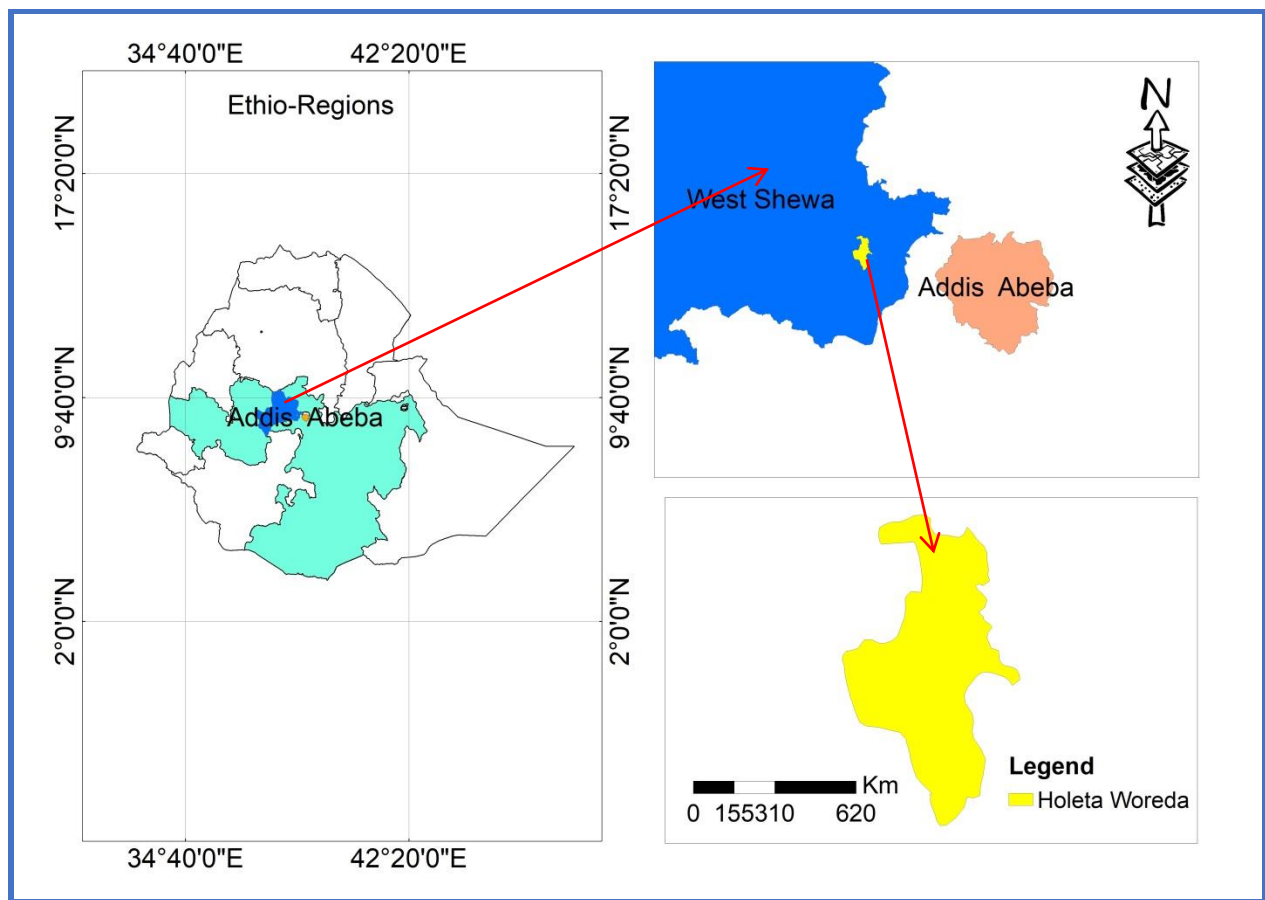 34°40'0"E 42°20'0"E
Ethio-Regions
17°20'0"N
17°20'0"N
9°40'0"N
9°40'0"N
2°0'0"N
2°0'0"N
Addis Abeba
34°40'0"E 42°20'0"E
N
West Shewa
Addis Abeba
Km
0 155310 620
Legend
Holeta Woreda